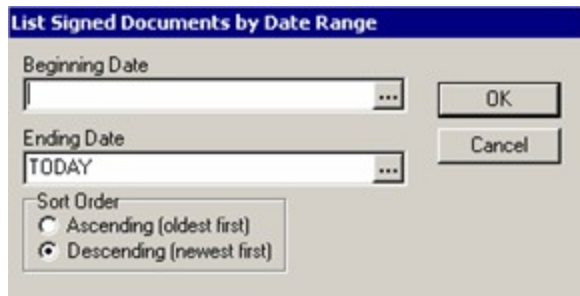 List Signed Documents by Date Range
Beginning Date
...
OK
Ending Date
Cancel
TODAY
...
Sort Order
Ascending (oldest first)
Descending (newest first)